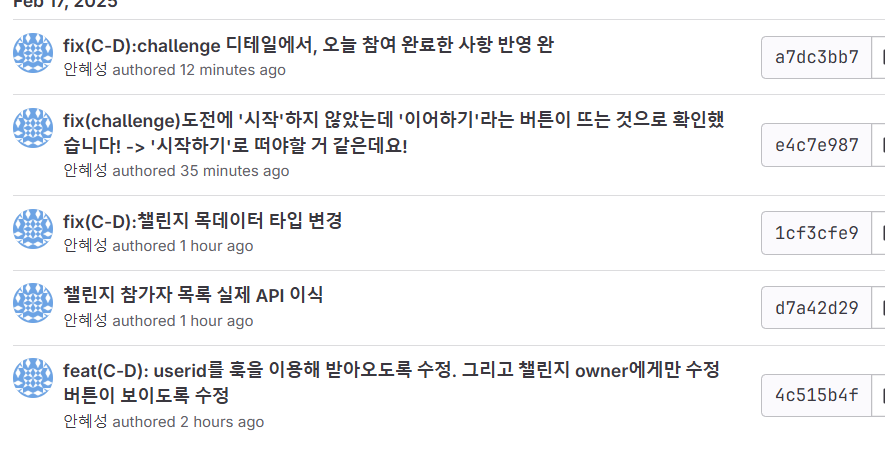 Feb 17, 2025
fix(C-D):challenge 디테일에서, 오늘 참여 완료한 사항 반영 완
안혜성 authored 12 minutes ago
a7dc3bb7
fix(challenge)도전에 '시작'하지 않았는데 '이어하기'라는 버튼이 뜨는 것으로 확인했
습니다! -> '시작하기'로 떠야할 거 같은데요!
안혜성 authored 35 minutes ago
e4c7e987
fix(C-D):챌린지 목데이터 타입 변경
안혜성 authored 1 hour ago
1cf3cfe9
챌린지 참가자 목록 실제 API 이식
안혜성 authored 1 hour ago
d7a42d29
feat(C-D): userid를 훅을 이용해 받아오도록 수정. 그리고 챌린지 owner에게만 수정
버튼이 보이도록 수정
안혜성 authored 2 hours ago
4c515b4f